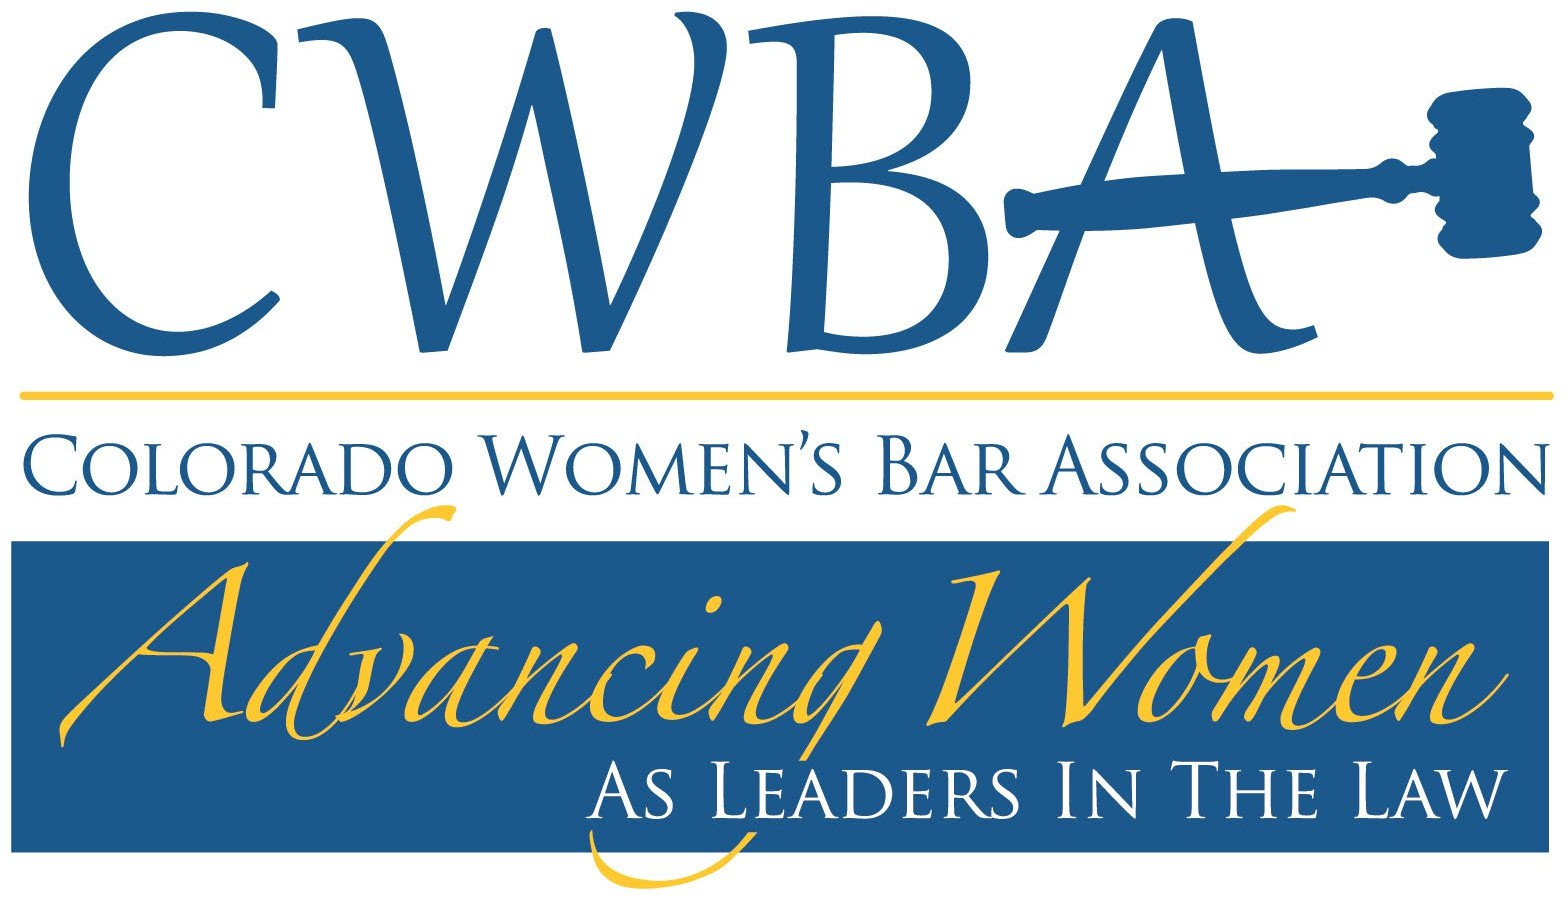 CWBA
Colorado Women's Bar Association
Advancing Women
As Leaders In The Law